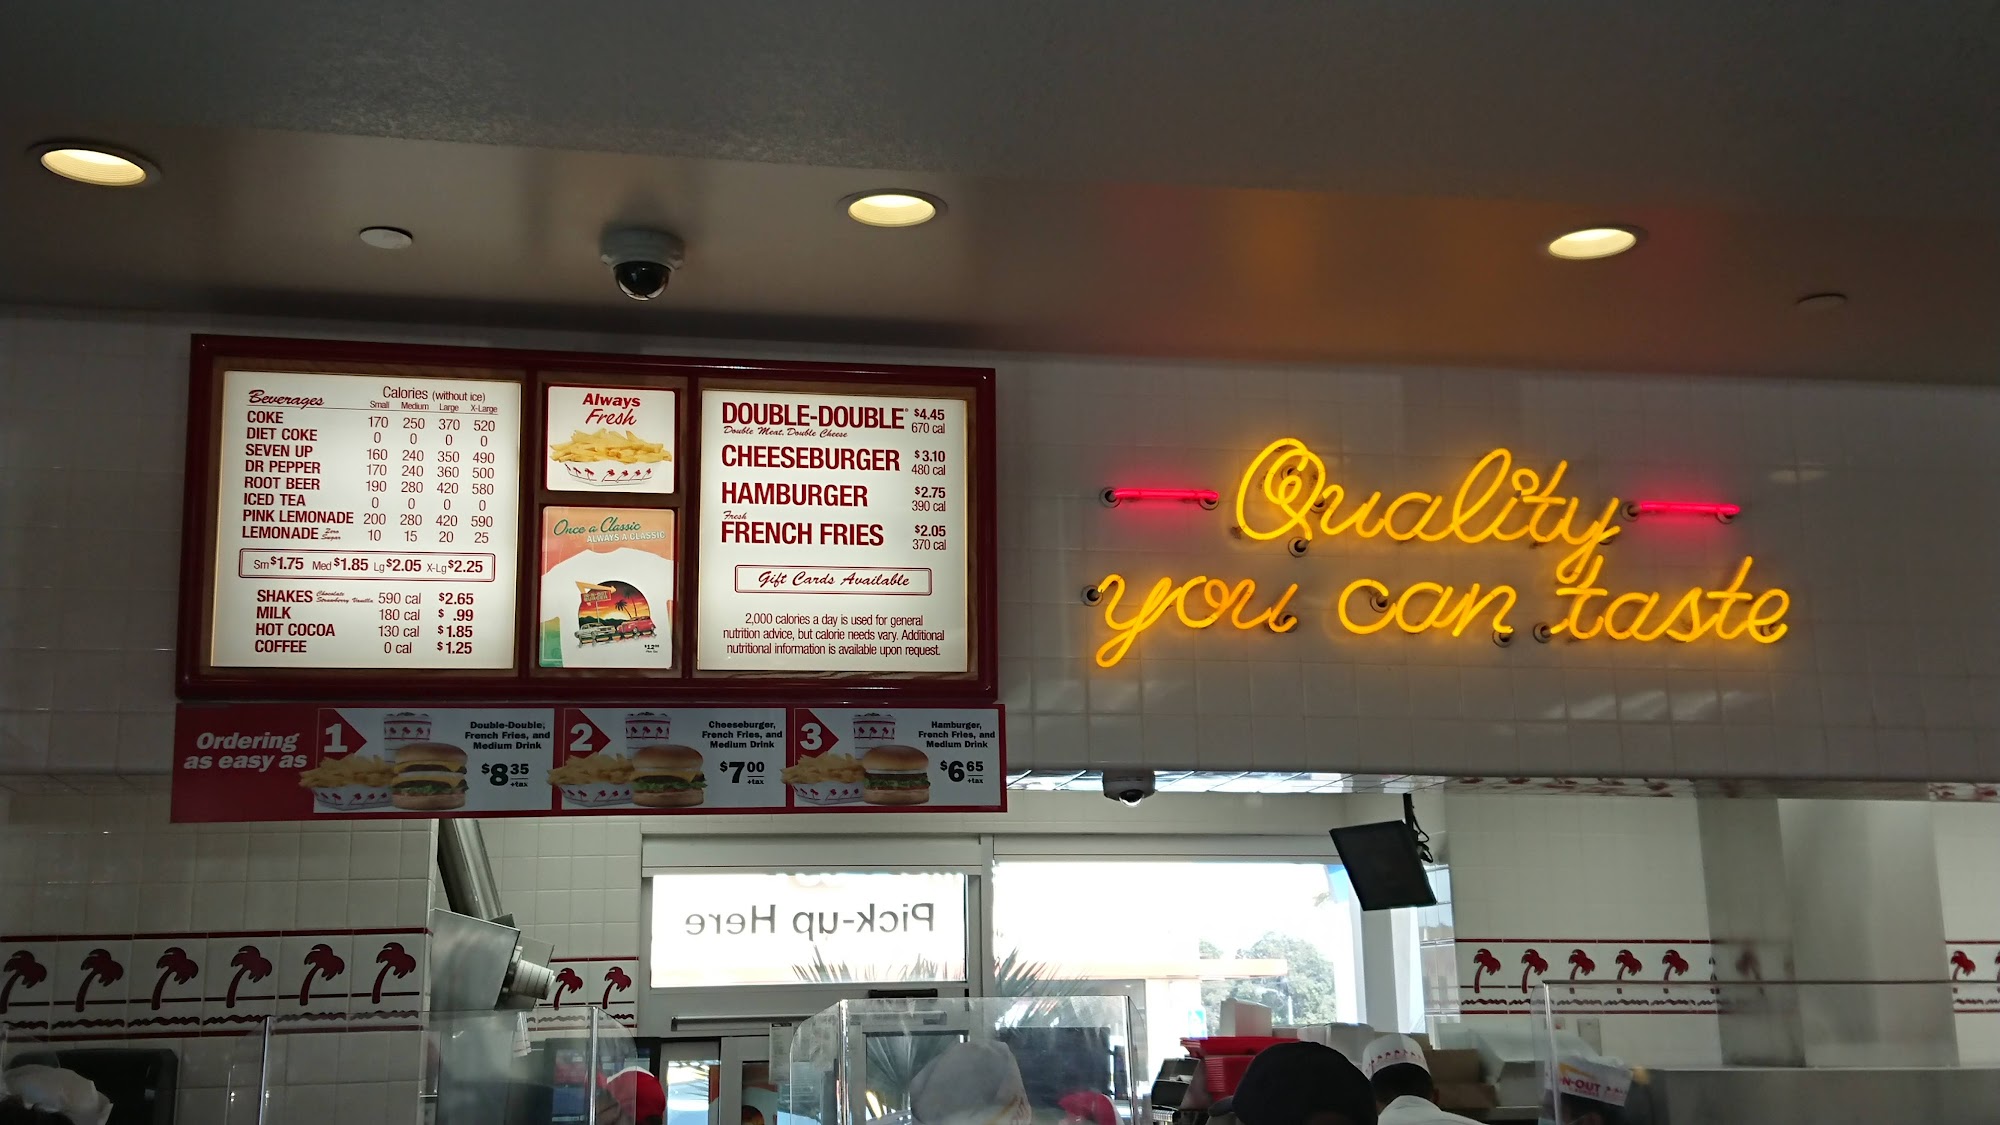 Beverages Calories (without ice)
Small Medium Large X-Large
COKE 170 250 370 520
DIET COKE 0 0 0 0
SEVEN UP 160 240 350 490
DR PEPPER 170 240 360 500
ROOT BEER 190 280 420 580
ICED TEA 0 0 0 0
PINK LEMONADE 200 280 420 590
LEMONADE Zero Sugar 10 15 20 25
Sm $1.75 Med $1.85 Lg $2.05 X-Lg $2.25
SHAKES Chocolate Strawberry Vanilla 590 cal $2.65
MILK 180 cal $ .99
HOT COCOA 130 cal $1.85
COFFEE 0 cal $1.25
Always
Fresh
Once a Classic
ALWAYS A CLASSIC
DOUBLE-DOUBLE® $4.45
Double Meat, Double Cheese 670 cal
CHEESEBURGER $3.10
480 cal
HAMBURGER $2.75
390 cal
Fresh
FRENCH FRIES $2.05
370 cal
Gift Cards Available
2,000 calories a day is used for general
nutrition advice, but calorie needs vary. Additional
nutritional information is available upon request.
Quality
you can taste
Ordering
as easy as
1
Double-Double,
French Fries, and
Medium Drink
$8.35
+tax
2
Cheeseburger,
French Fries, and
Medium Drink
$7.00
+tax
3
Hamburger,
French Fries, and
Medium Drink
$6.65
+tax
Pick-up Here
N-OUT